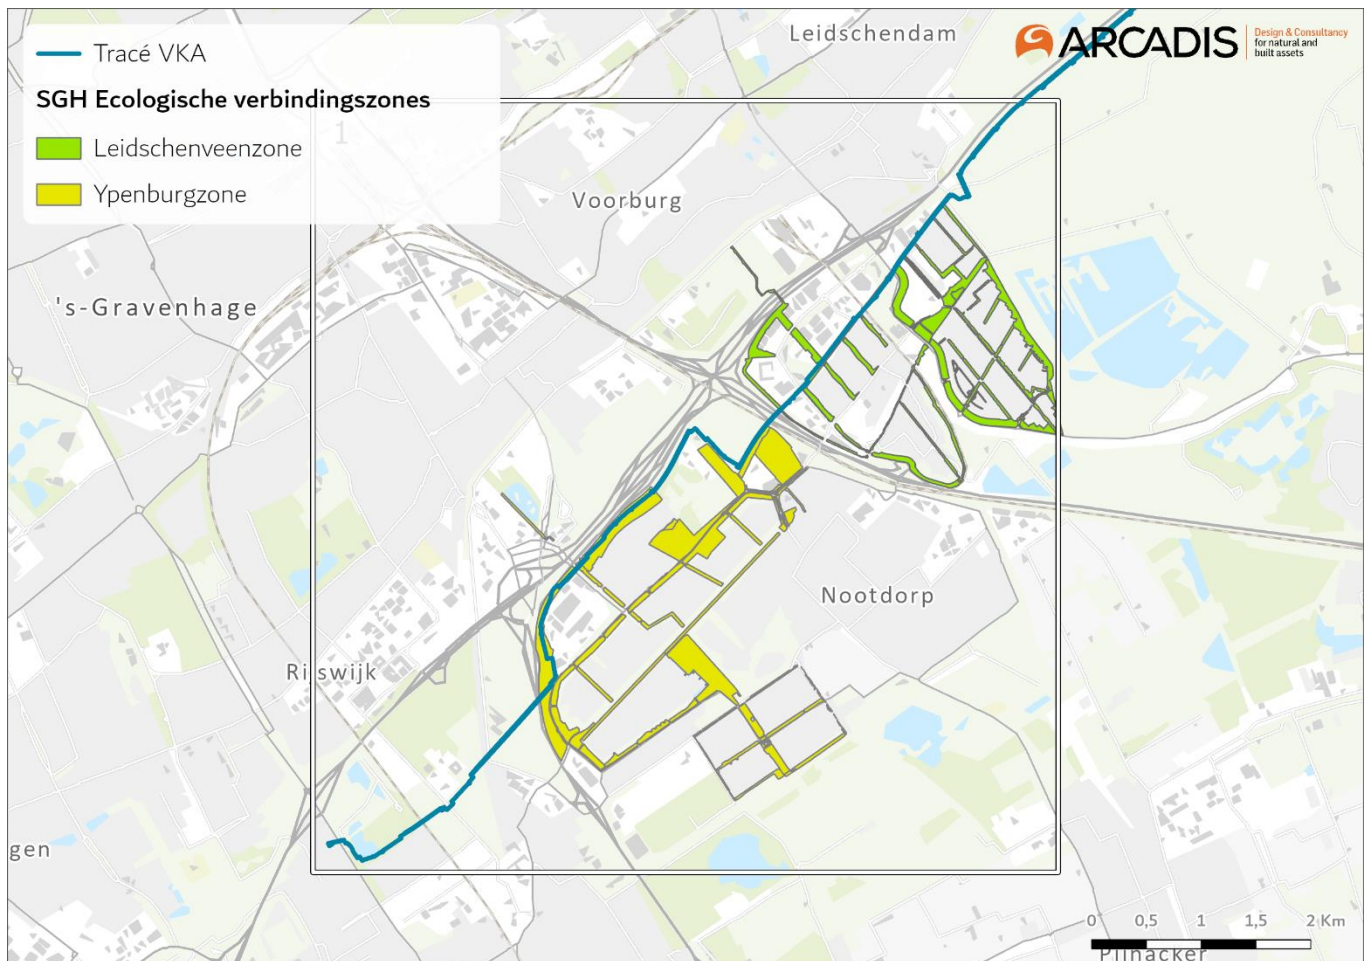 Leidschendam
ARCADIS
Design & Consultancy
for natural and
built assets
Tracé VKA
SGH Ecologische verbindingszones
1
Leidschenveenzone
Ypenburgzone
Voorburg
's-Gravenhage
Nootdorp
Rijswijk
gen
0 0,5 1 1,5 2 Km
Pijnacker